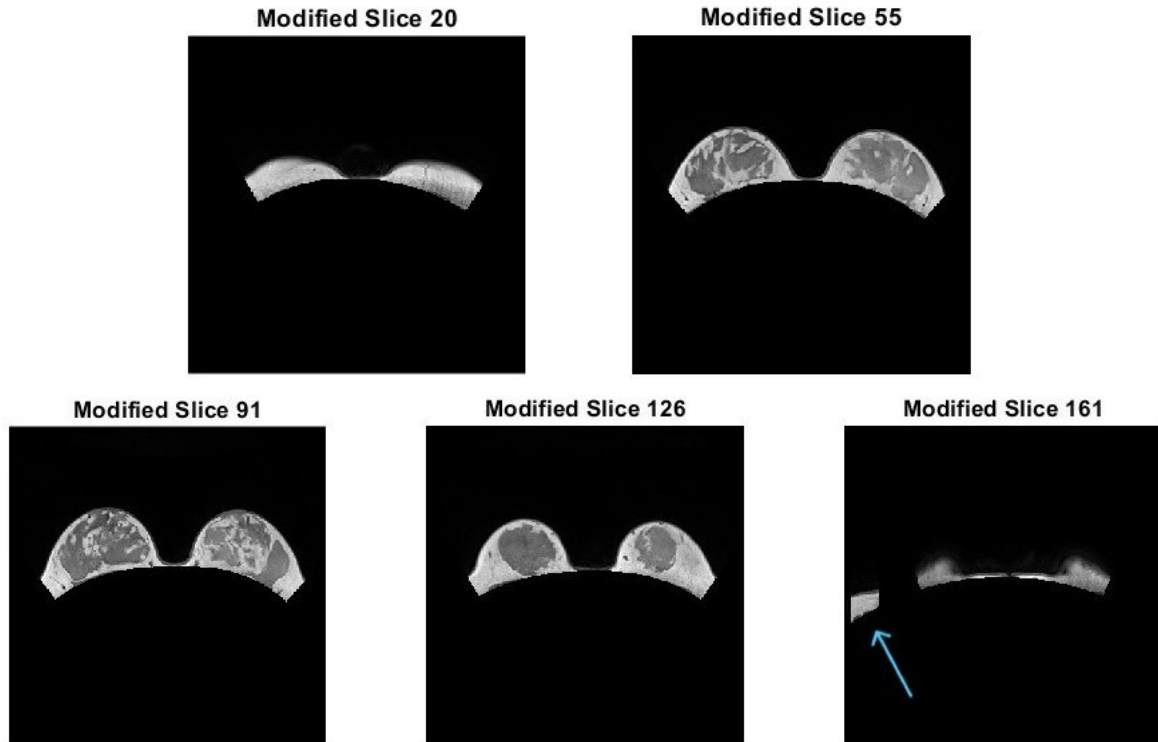 Modified Slice 20
Modified Slice 55
Modified Slice 91
Modified Slice 126
Modified Slice 161